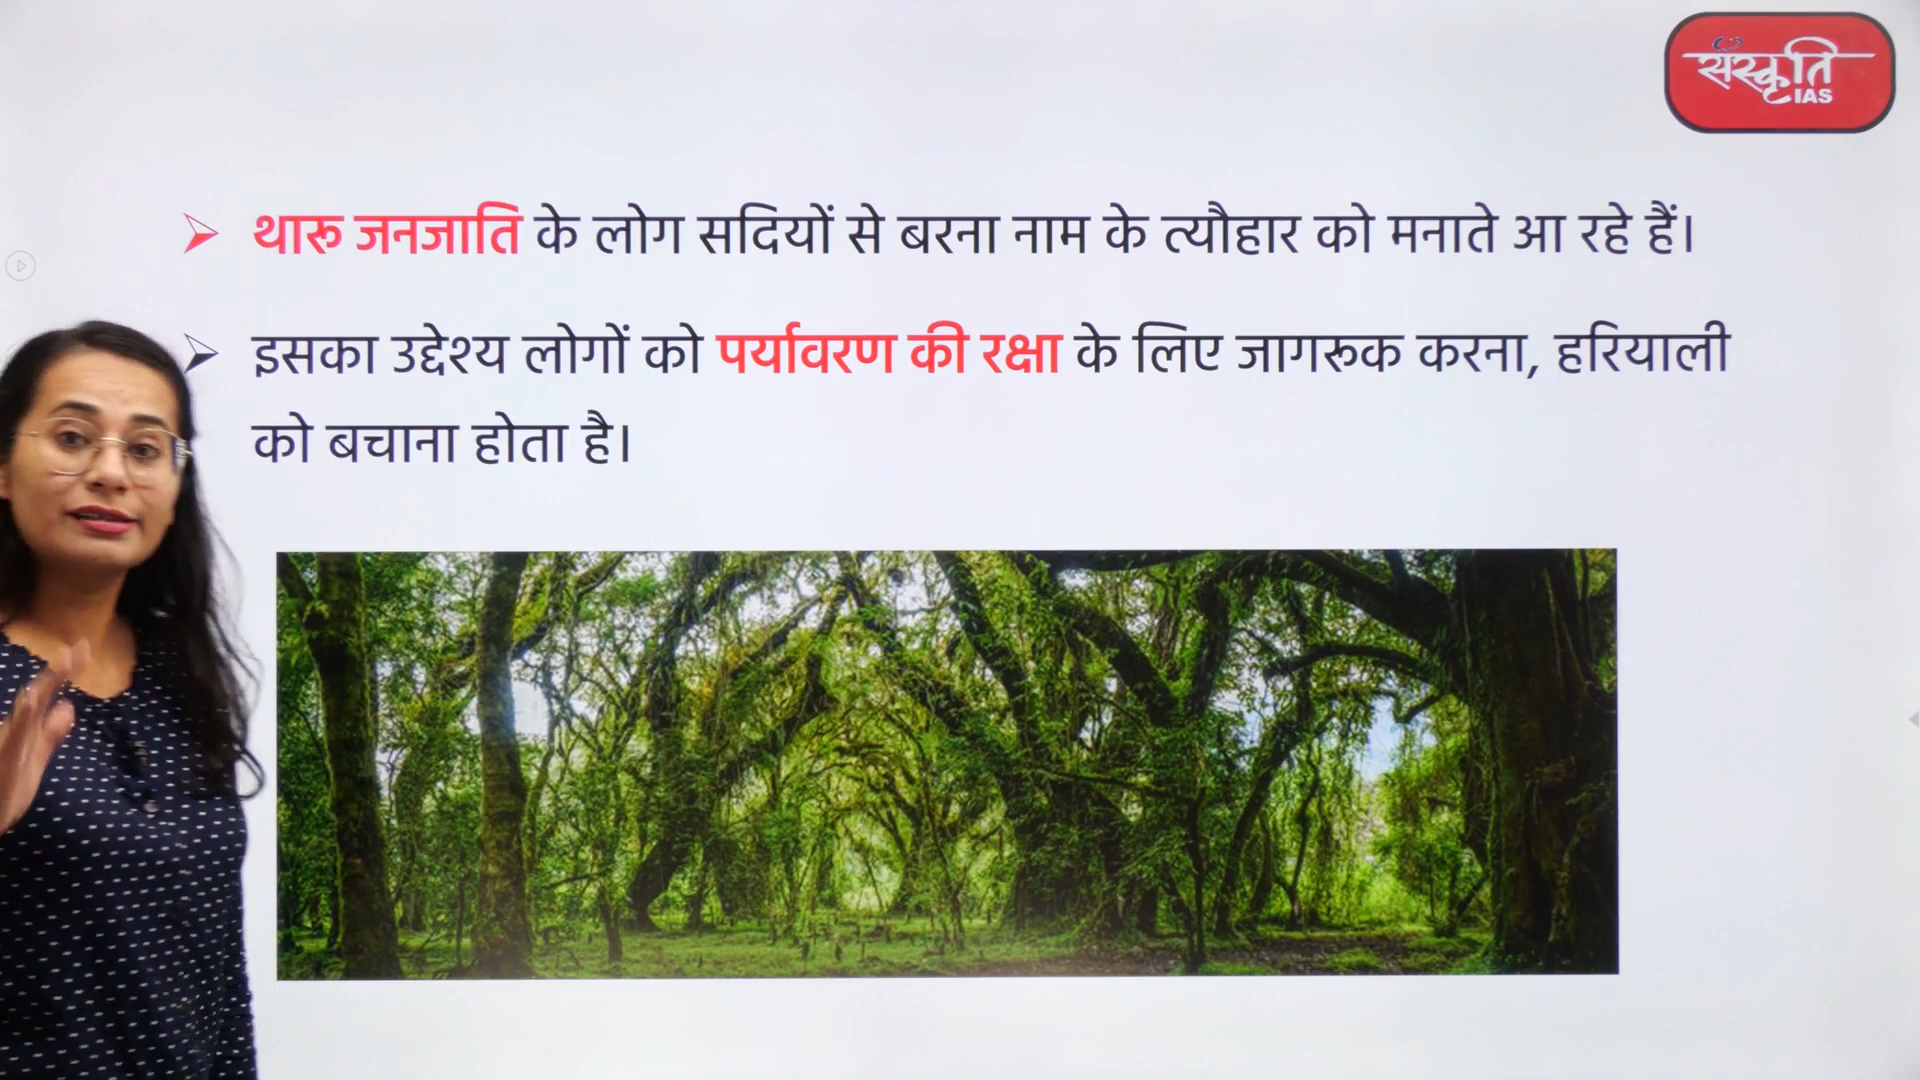 संस्कृति
IAS
थारू जनजाति के लोग सदियों से बरना नाम के त्यौहार को मनाते आ रहे हैं।
इसका उद्देश्य लोगों को पर्यावरण की रक्षा के लिए जागरूक करना, हरियाली
को बचाना होता है।